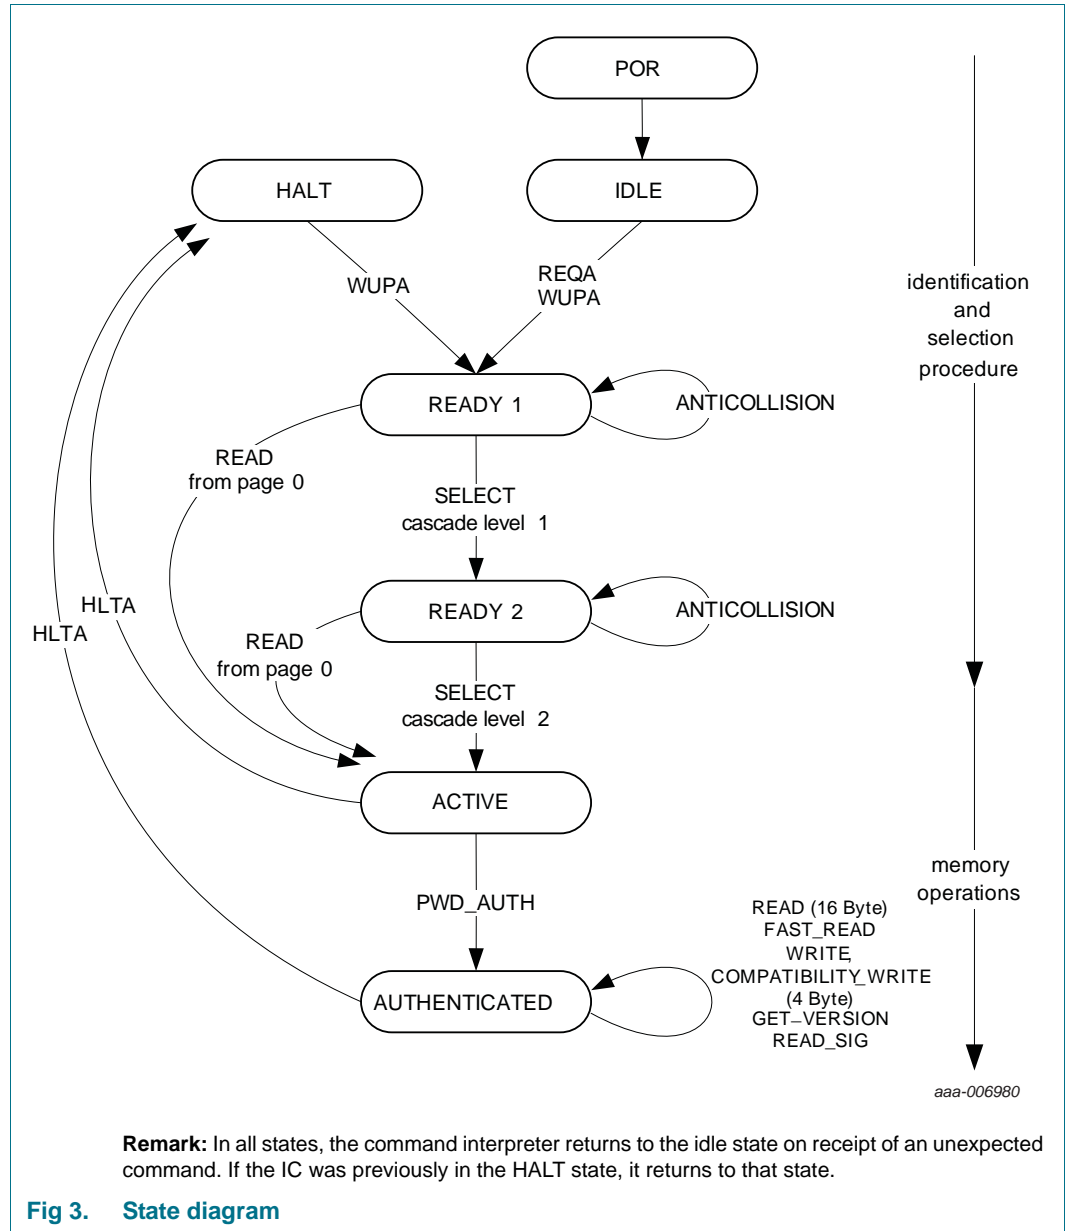 POR
HALT
IDLE
WUPA
REQA
WUPA
identification
and
selection
procedure
READY 1
ANTICOLLISION
READ
from page 0
SELECT
cascade level 1
READY 2
ANTICOLLISION
HLTA
HLTA
READ
from page 0
SELECT
cascade level 2
ACTIVE
memory
operations
PWD_AUTH
READ (16 Byte)
FAST_READ
WRITE,
COMPATIBILITY_WRITE
(4 Byte)
GET_VERSION
READ_SIG
AUTHENTICATED
aaa-006980
Remark: In all states, the command interpreter returns to the idle state on receipt of an unexpected
command. If the IC was previously in the HALT state, it returns to that state.
Fig 3. State diagram